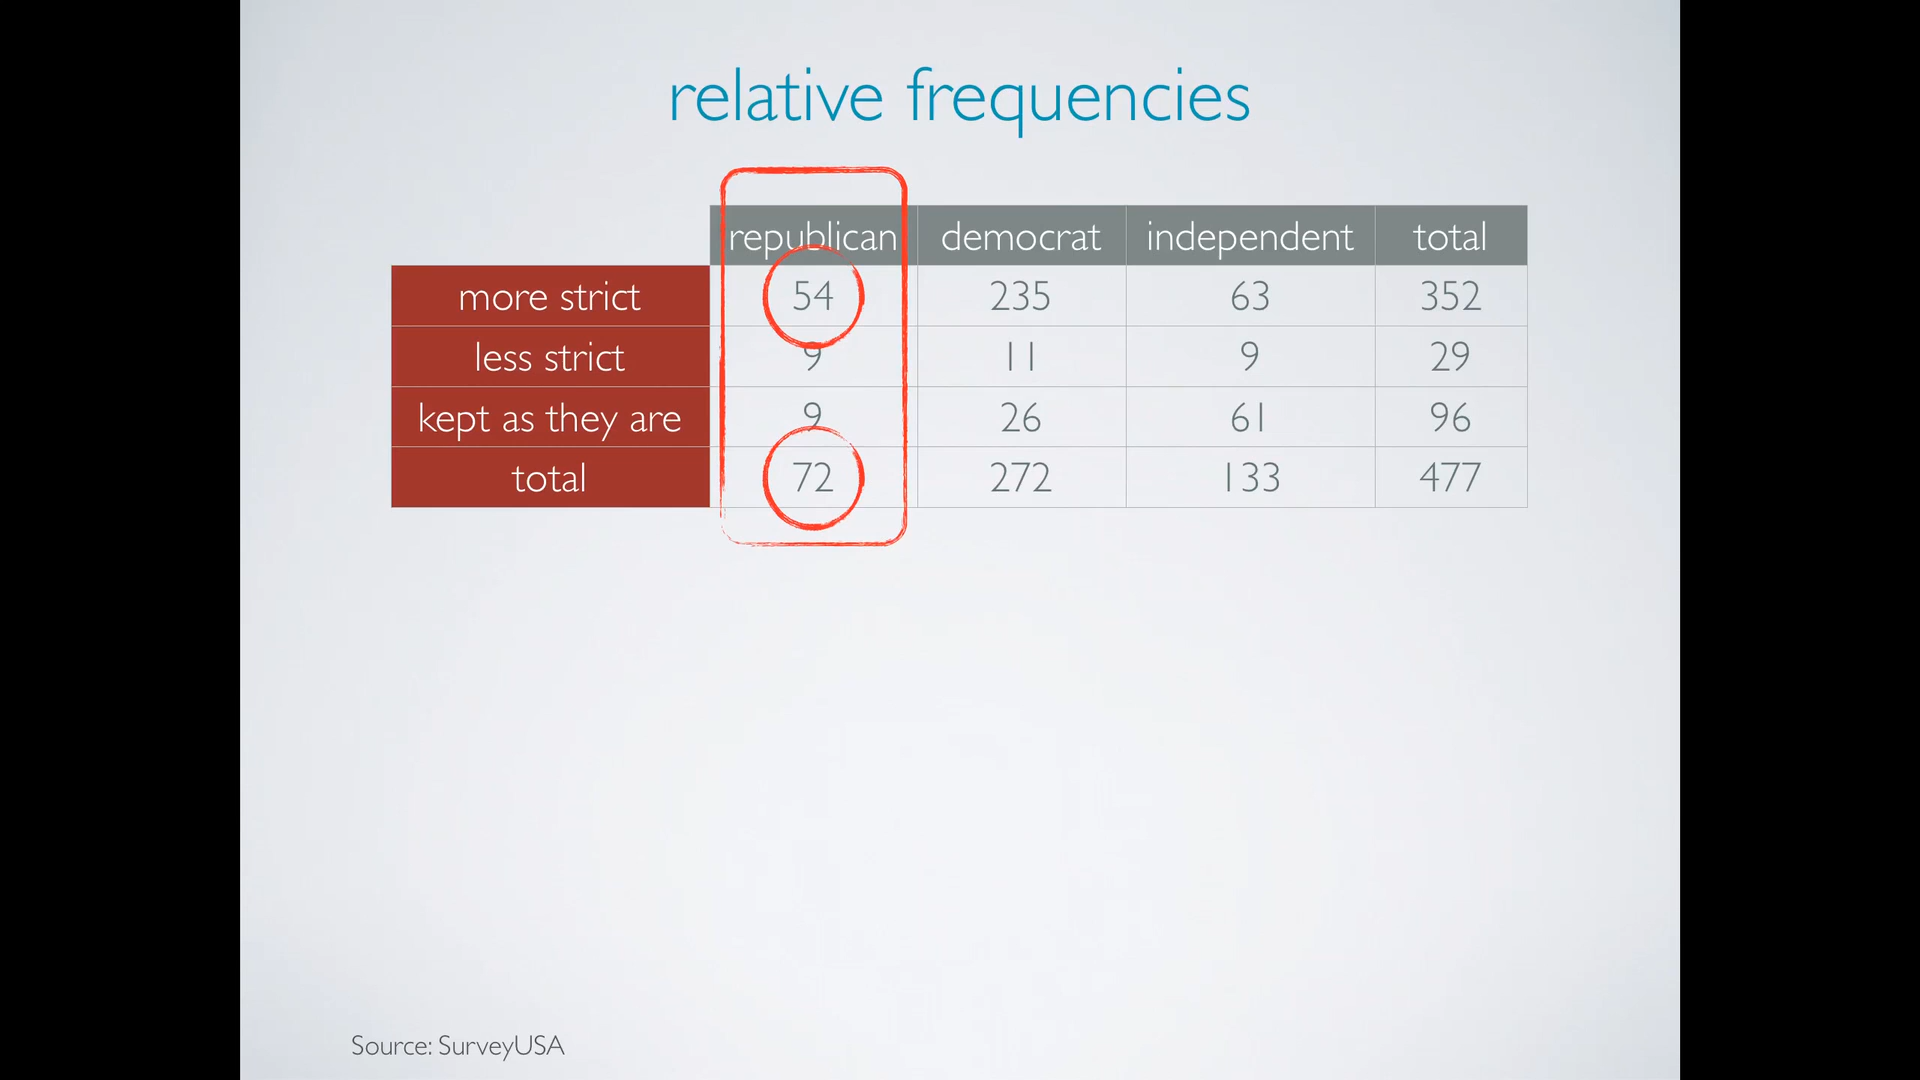 relative frequencies
republican democrat independent total
more strict 54 235 63 352
less strict 9 11 9 29
kept as they are 9 26 61 96
total 72 272 133 477
Source: SurveyUSA